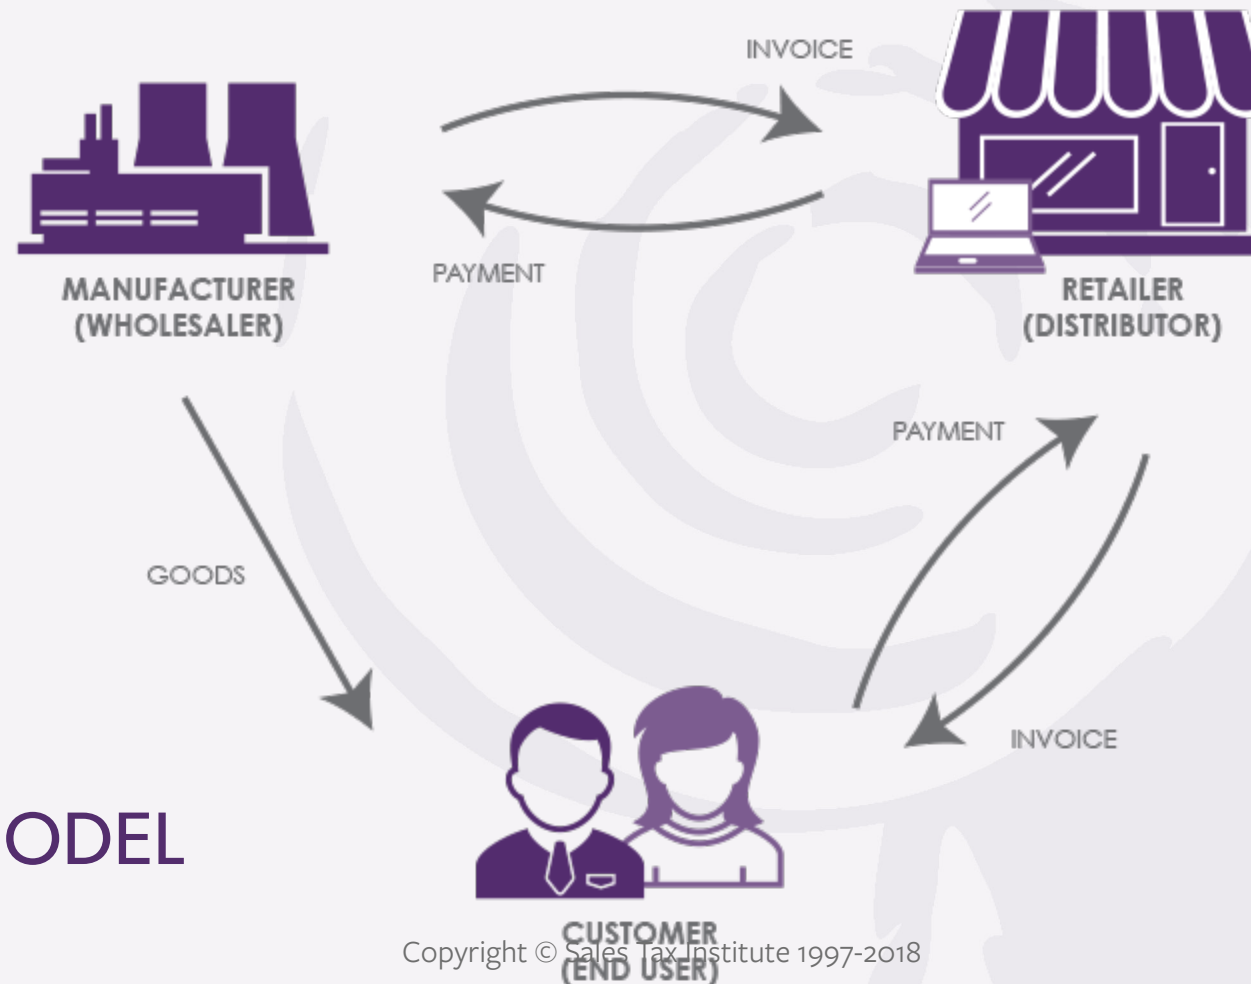 INVOICE
PAYMENT
MANUFACTURER
(WHOLESALER)
RETAILER
(DISTRIBUTOR)
PAYMENT
GOODS
INVOICE
ODEL
CUSTOMER
(END USER)
Copyright © Sales Tax Institute 1997-2018